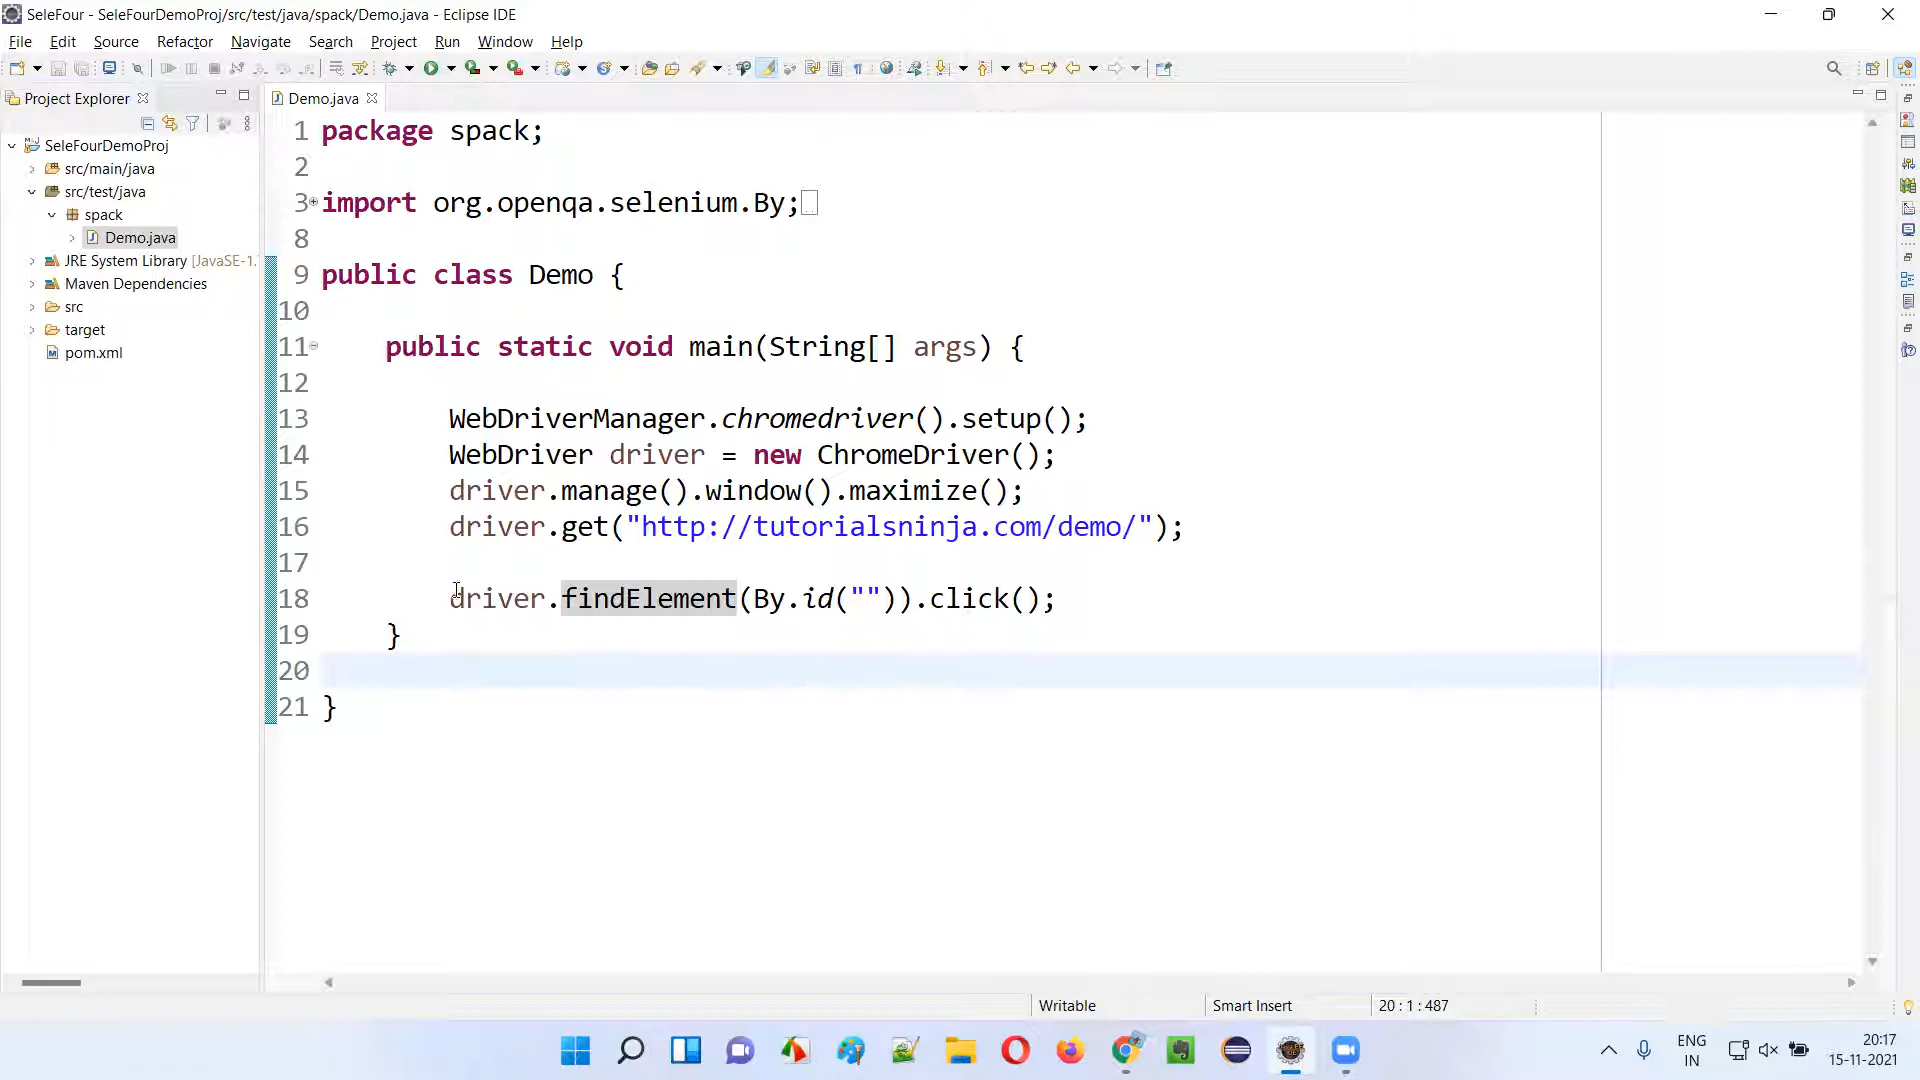 SeleFour - SeleFourDemoProj/src/test/java/spack/Demo.java - Eclipse IDE
File Edit Source Refactor Navigate Search Project Run Window Help
Project Explorer
Demo.java
SeleFourDemoProj
src/main/java
src/test/java
spack
Demo.java
JRE System Library [JavaSE-1.
Maven Dependencies
src
target
pom.xml
1 package spack;
2
3 import org.openqa.selenium.By;
8
9 public class Demo {
10
11 public static void main(String[] args) {
12
13 WebDriverManager.chromedriver().setup();
14 WebDriver driver = new ChromeDriver();
15 driver.manage().window().maximize();
16 driver.get("http://tutorialsninja.com/demo/");
17
18 driver.findElement(By.id("")).click();
19 }
20
21 }
Writable Smart Insert 20 : 1 : 487
ENG
IN
20:17
15-11-2021